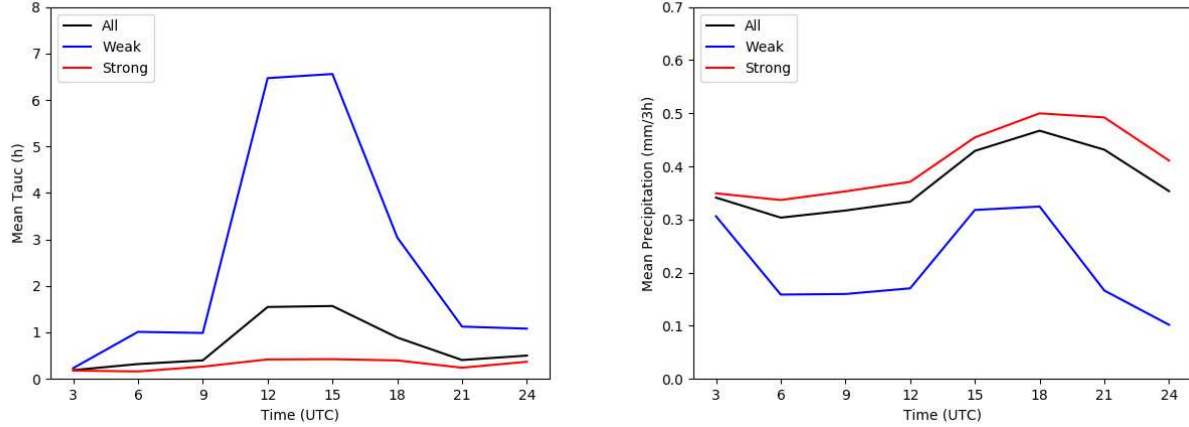 8
7
6
5
4
3
2
1
0
Mean Tauc (h)
All
Weak
Strong
3 6 9 12 15 18 21 24
Time (UTC)
0.7
0.6
0.5
0.4
0.3
0.2
0.1
0.0
Mean Precipitation (mm/3h)
All
Weak
Strong
3 6 9 12 15 18 21 24
Time (UTC)